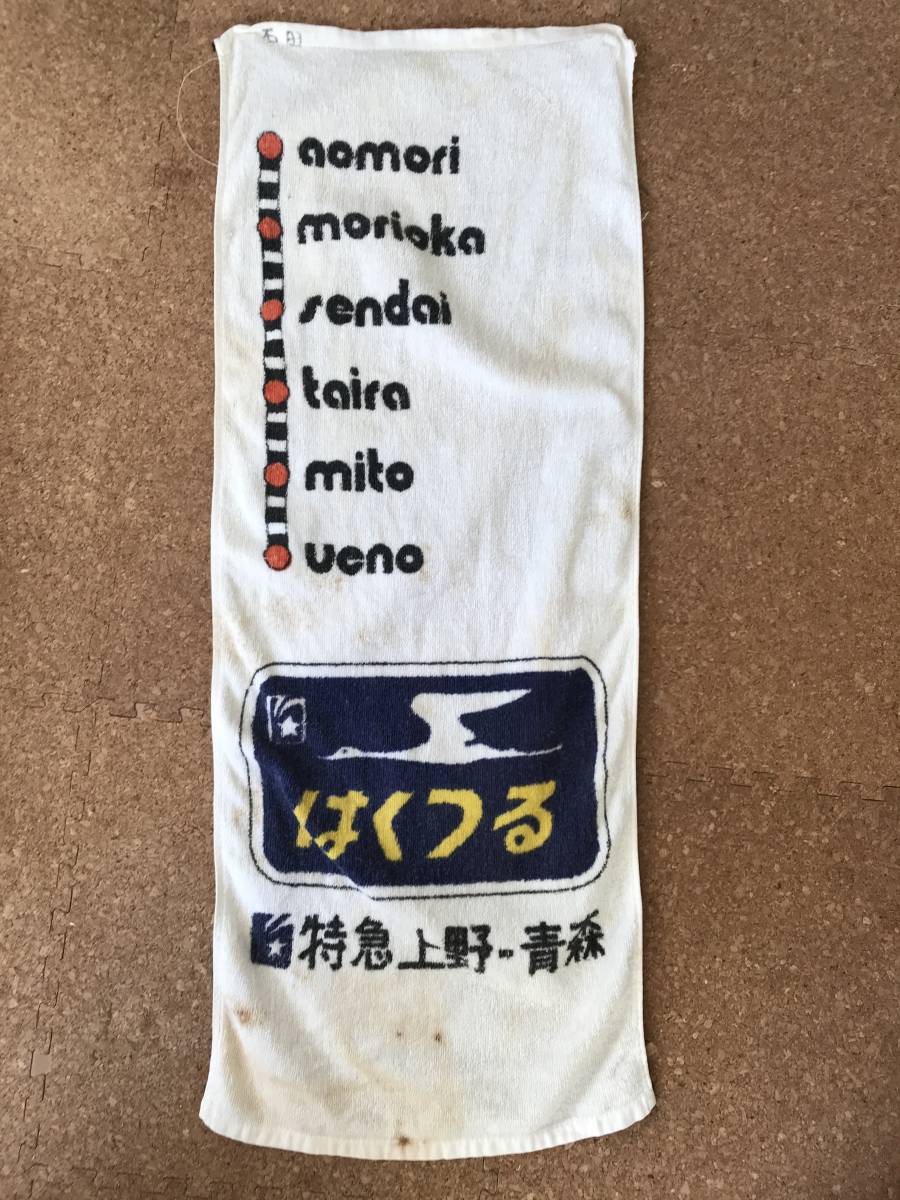 aomori
morioka
sendai
taira
mito
ueno
はくつる
特急上野-青森